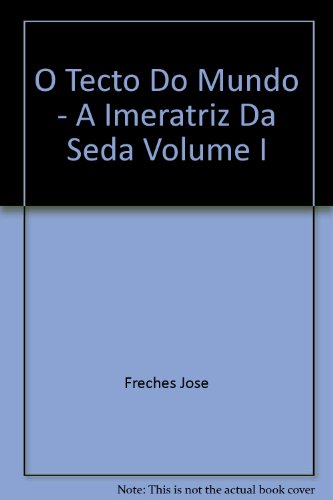 O Tecto Do Mundo
- A Imeratriz Da
Seda Volume I
Freches Jose
Note: This is not the actual book cover